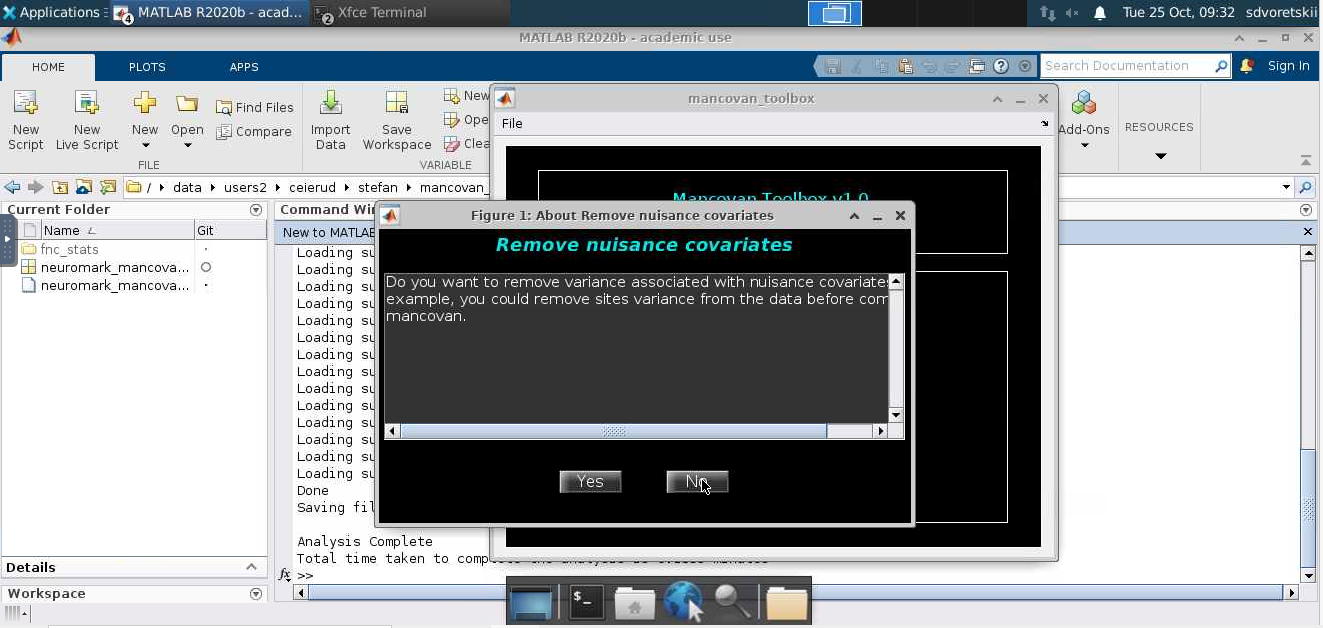 Applications
4
MATLAB R2020b - acad...
2
Xfce Terminal
Tue 25 Oct, 09:32
sdvoretskii
MATLAB R2020b - academic use
HOME
PLOTS
APPS
Search Documentation
Sign In
New
Script
New
Live Script
New
Open
Find Files
Compare
FILE
Import
Data
Save
Workspace
New
Ope
Clea
VARIABLE
Add-Ons
RESOURCES
mancovan_toolbox
File
Mancovan Toolbox v1.0
/ data users2 ceierud stefan mancovan_
Current Folder
Name
Git
fnc_stats
neuromark_mancova...
neuromark_mancova...
Details
Workspace
Command Win
New to MATLAB
Loading su
Loading su
Loading su
Loading su
Loading su
Loading su
Loading su
Loading su
Loading su
Loading su
Loading su
Loading su
Loading su
Loading su
Done
Saving fil
Analysis Complete
Total time taken to comp
fx >>
Figure 1: About Remove nuisance covariates
Remove nuisance covariates
Do you want to remove variance associated with nuisance covariate
example, you could remove sites variance from the data before com
mancovan.
Yes
No
$_